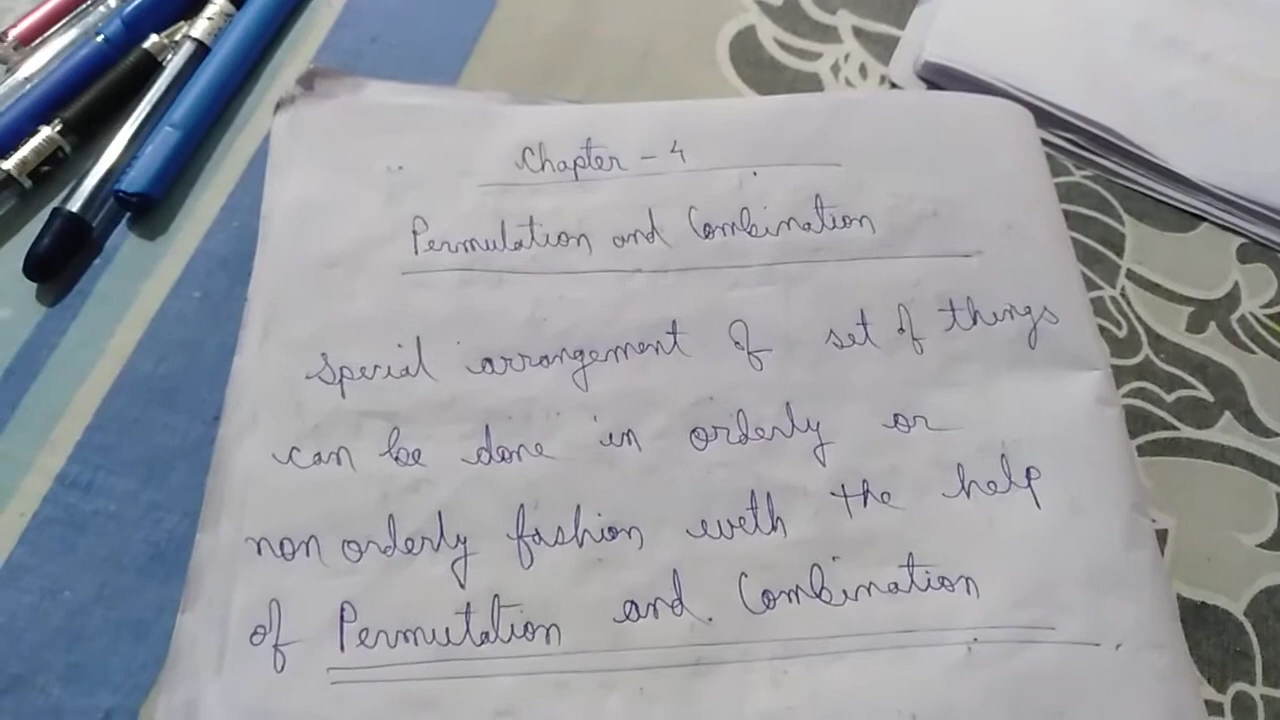 Chapter - 4
Permutation and Combination
special arrangement of set of things
can be done in orderly or
non orderly fashion weth the help
of Permutation and Combination